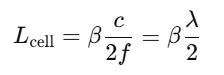 L_cell = β c/2f = β λ/2